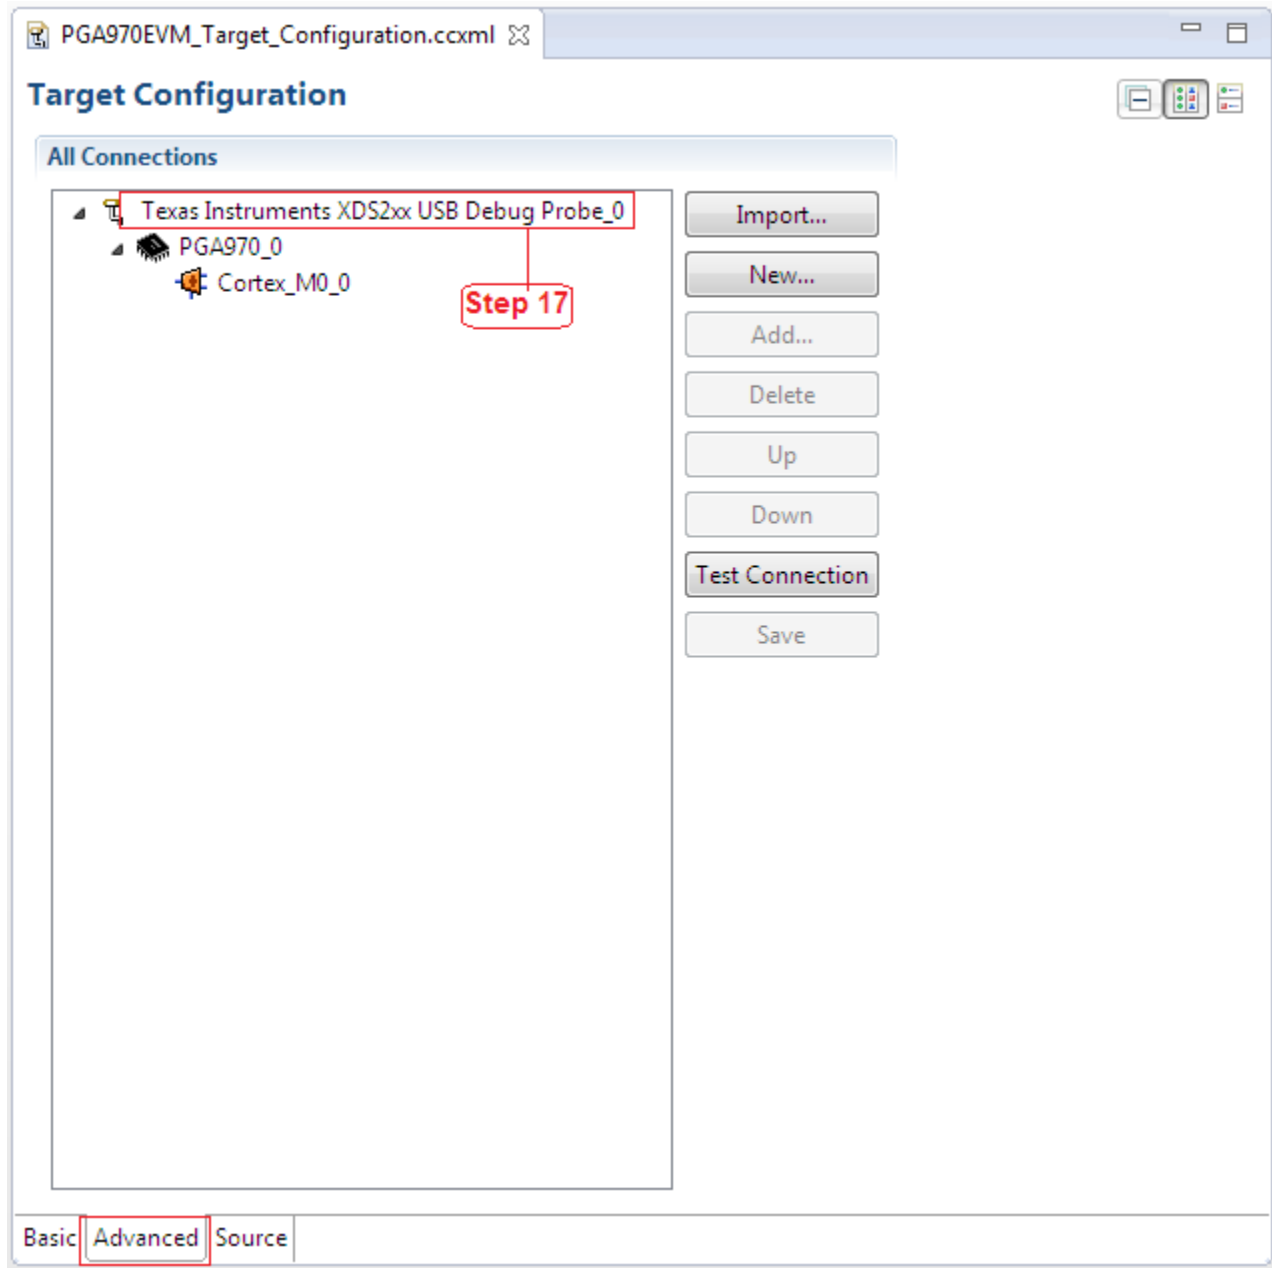 PGA970EVM_Target_Configuration.ccxml
Target Configuration
All Connections
Texas Instruments XDS2xx USB Debug Probe_0
PGA970_0
Cortex_M0_0
Step 17
Import...
New...
Add...
Delete
Up
Down
Test Connection
Save
Basic Advanced Source